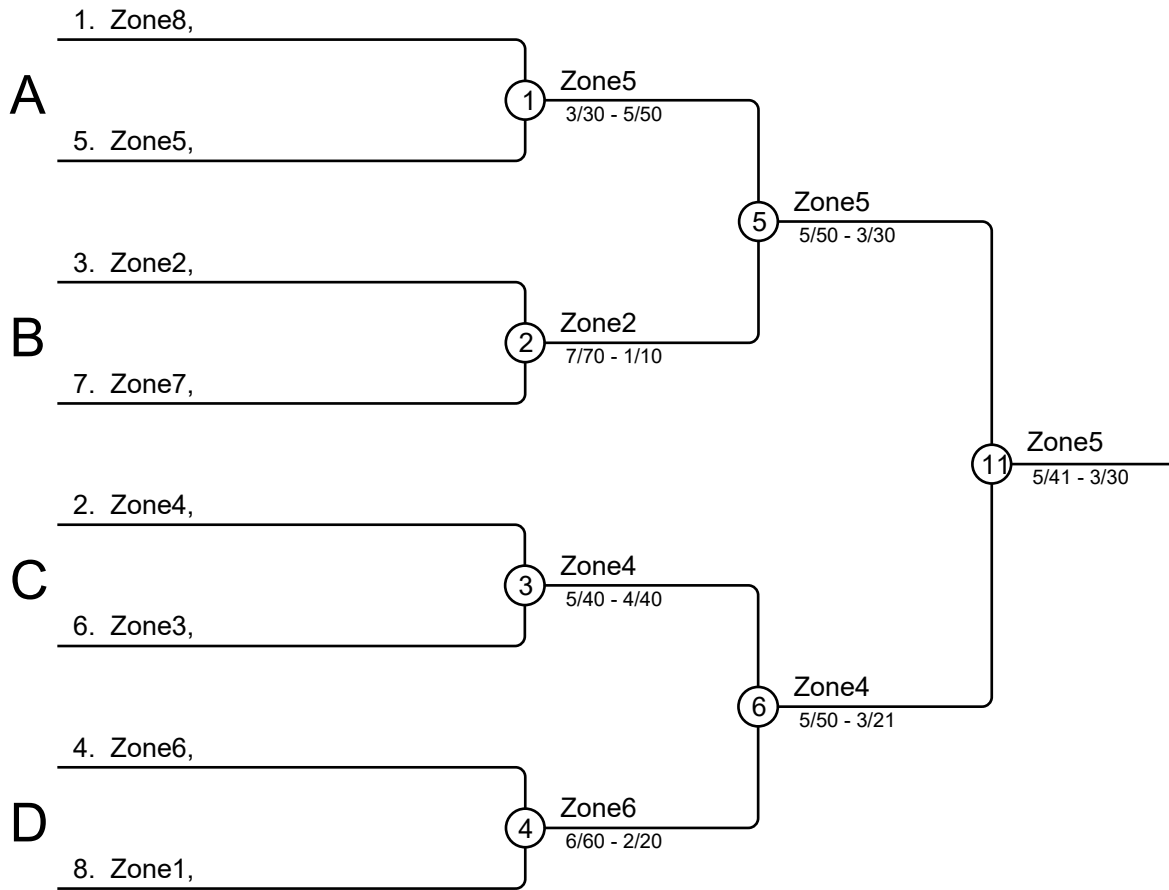 1. Zone8,
A
1
Zone5
3/30 - 5/50
5. Zone5,
5
Zone5
5/50 - 3/30
3. Zone2,
B
2
Zone2
7/70 - 1/10
7. Zone7,
11
Zone5
5/41 - 3/30
2. Zone4,
C
3
Zone4
5/40 - 4/40
6. Zone3,
6
Zone4
5/50 - 3/21
4. Zone6,
D
4
Zone6
6/60 - 2/20
8. Zone1,